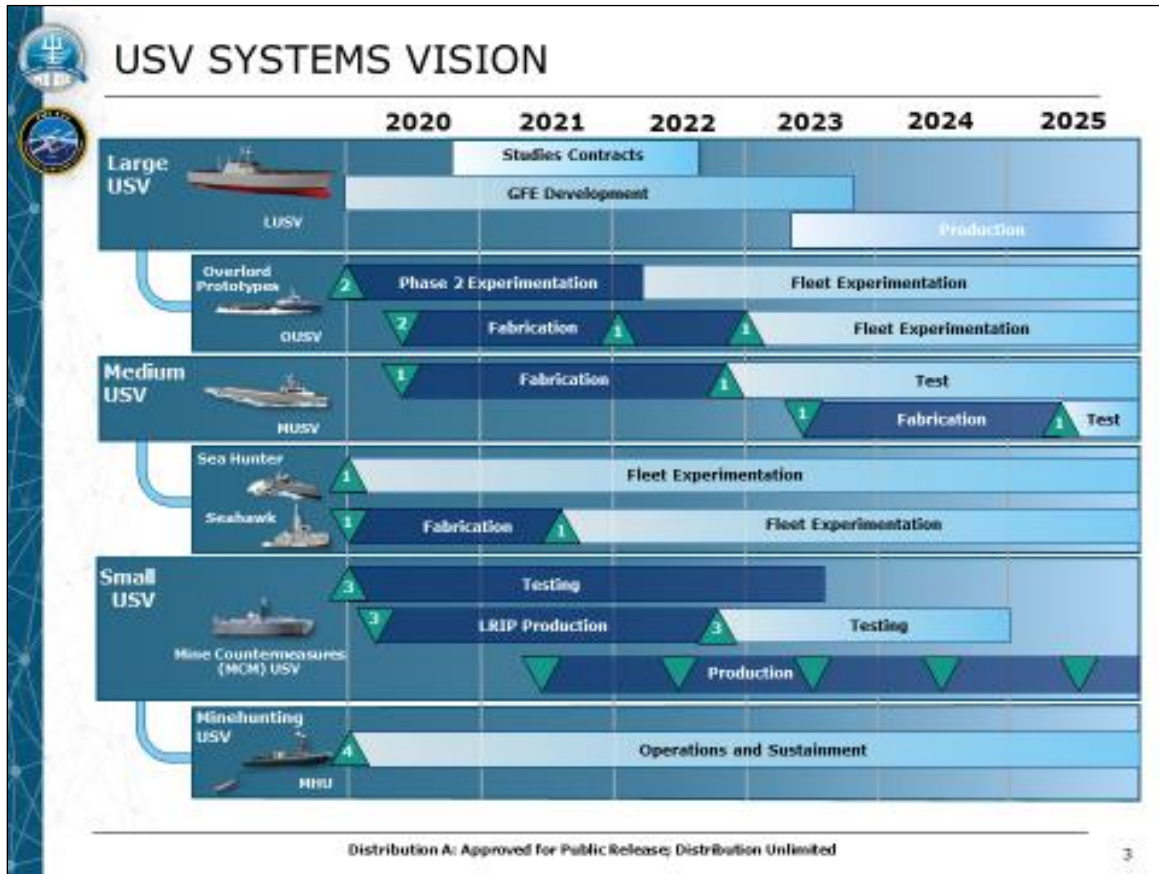 USV SYSTEMS VISION
2020 2021 2022 2023 2024 2025
Large
USV
LUSV
Studies Contracts
GFE Development
Production
Overlord
Prototypes
OUSV
2 Phase 2 Experimentation Fleet Experimentation
2 Fabrication 1 1 Fleet Experimentation
Medium
USV
MUSV
1 Fabrication 1 Test
1 Fabrication 1 Test
Sea Hunter
1 Fleet Experimentation
Seahawk
1 Fabrication 1 Fleet Experimentation
Small
USV
Mine Countermeasures
(MCM) USV
3 Testing
3 LRIP Production 3 Testing
Production
Minehunting
USV
MHU
4 Operations and Sustainment
Distribution A: Approved for Public Release; Distribution Unlimited
3